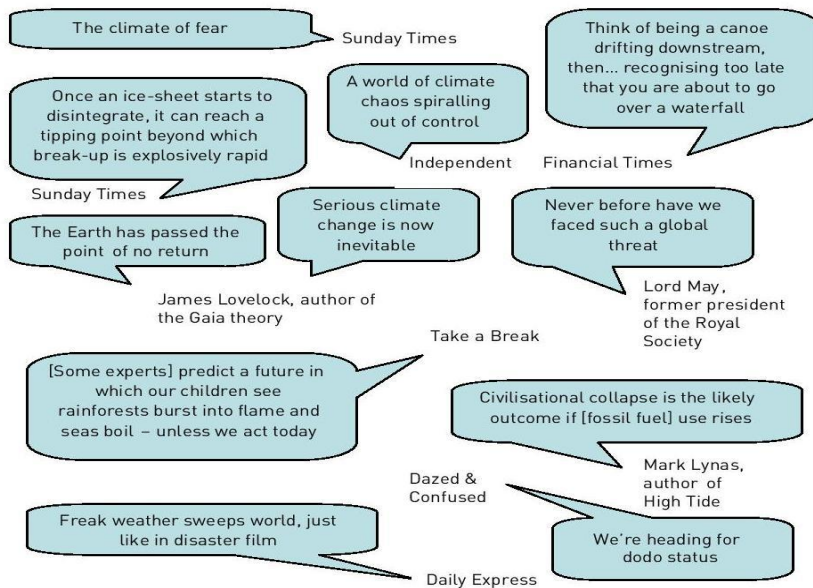 The climate of fear
Sunday Times
Think of being a canoe
drifting downstream,
then... recognising too late
that you are about to go
over a waterfall
Financial Times
A world of climate
chaos spiralling
out of control
Independent
Once an ice-sheet starts to
disintegrate, it can reach a
tipping point beyond which
break-up is explosively rapid
Sunday Times
The Earth has passed the
point of no return
Serious climate
change is now
inevitable
James Lovelock, author of
the Gaia theory
Never before have we
faced such a global
threat
Lord May,
former president
of the Royal
Society
Take a Break
[Some experts] predict a future in
which our children see
rainforests burst into flame and
seas boil – unless we act today
Civilisational collapse is the likely
outcome if [fossil fuel] use rises
Mark Lynas,
author of
High Tide
Dazed &
Confused
We're heading for
dodo status
Freak weather sweeps world, just
like in disaster film
Daily Express